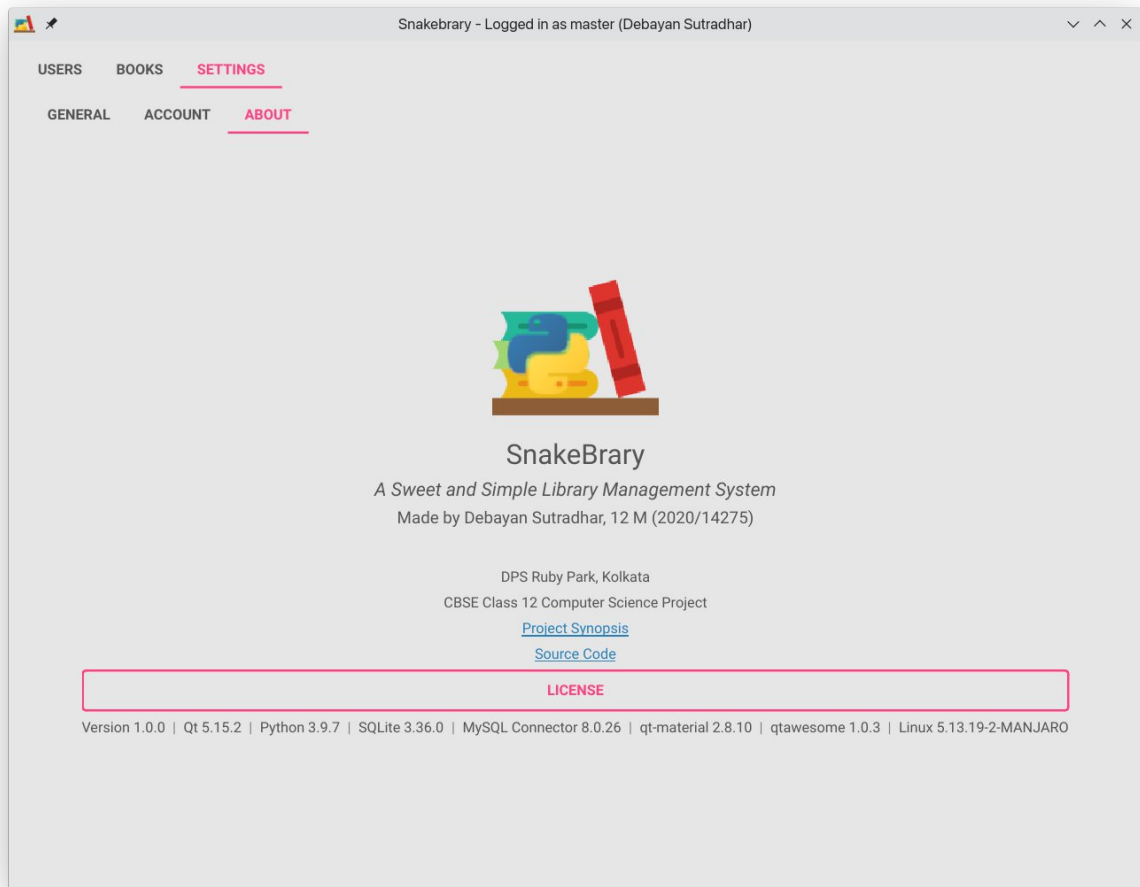 Snakebrary - Logged in as master (Debayan Sutradhar)
USERS BOOKS SETTINGS
GENERAL ACCOUNT ABOUT
SnakeBrary
A Sweet and Simple Library Management System
Made by Debayan Sutradhar, 12 M (2020/14275)
DPS Ruby Park, Kolkata
CBSE Class 12 Computer Science Project
Project Synopsis
Source Code
LICENSE
Version 1.0.0 | Qt 5.15.2 | Python 3.9.7 | SQLite 3.36.0 | MySQL Connector 8.0.26 | qt-material 2.8.10 | qtawesome 1.0.3 | Linux 5.13.19-2-MANJARO